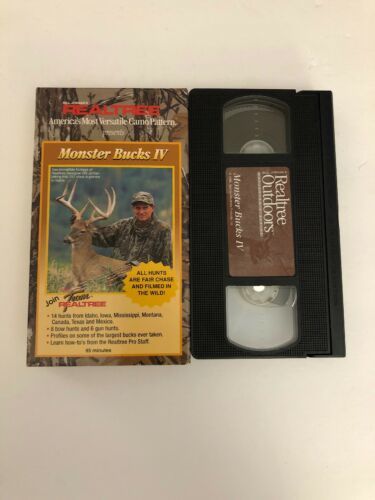 BILL JORDAN'S
REALTREE
America's Most Versatile Camo Pattern,
presents
Monster Bucks IV
ALL HUNTS
ARE FAIR CHASE
AND FILMED IN
THE WILD!
Join Team
REALTREE
• 14 hunts from Idaho, Iowa, Mississippi, Montana,
Canada, Texas and Mexico.
• 8 bow hunts and 6 gun hunts.
• Profiles on some of the largest bucks ever taken.
• Learn how-to's from the Realtree Pro Staff.
95 minutes
Realtree
Outdoors
Monster Bucks IV